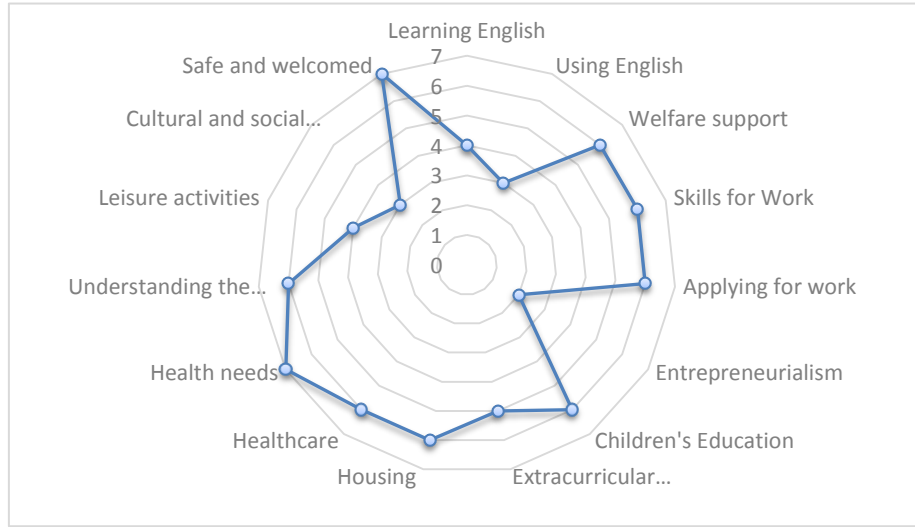 Learning English
Using English
Welfare support
Skills for Work
Applying for work
Entrepreneurialism
Children's Education
Extracurricular...
Housing
Healthcare
Health needs
Understanding the...
Leisure activities
Cultural and social...
Safe and welcomed
7
6
5
4
3
2
1
0